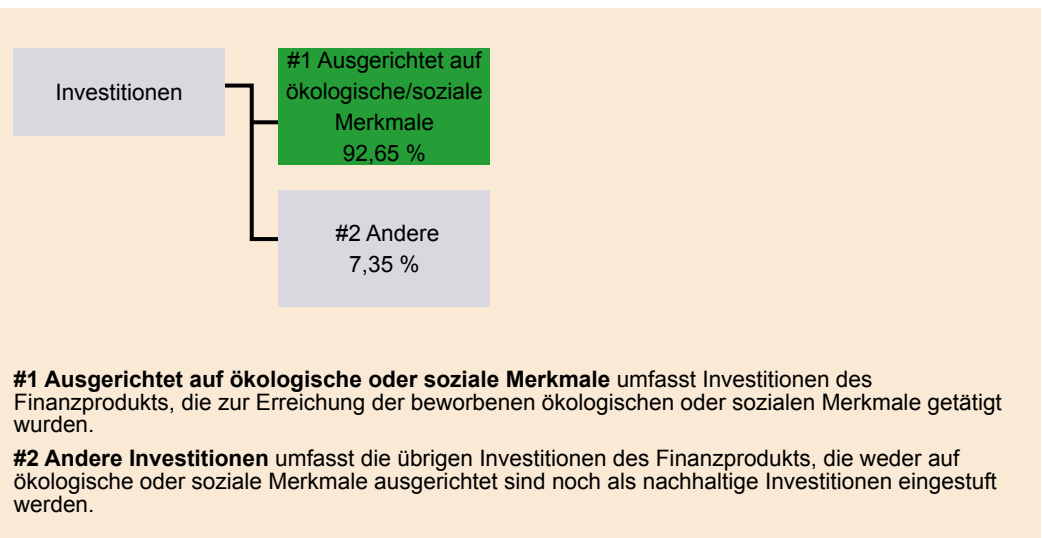 Investitionen
#1 Ausgerichtet auf
ökologische/soziale
Merkmale
92,65 %
#2 Andere
7,35 %
#1 Ausgerichtet auf ökologische oder soziale Merkmale umfasst Investitionen des
Finanzprodukts, die zur Erreichung der beworbenen ökologischen oder sozialen Merkmale getätigt
wurden.
#2 Andere Investitionen umfasst die übrigen Investitionen des Finanzprodukts, die weder auf
ökologische oder soziale Merkmale ausgerichtet sind noch als nachhaltige Investitionen eingestuft
werden.